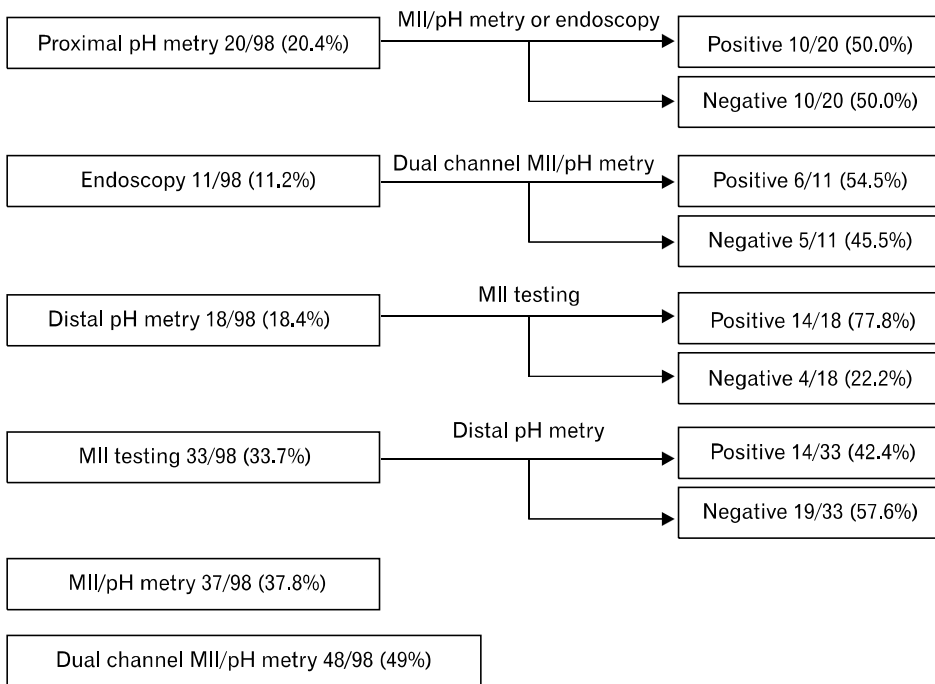 Proximal pH metry 20/98 (20.4%)
MII/pH metry or endoscopy
Positive 10/20 (50.0%)
Negative 10/20 (50.0%)
Endoscopy 11/98 (11.2%)
Dual channel MII/pH metry
Positive 6/11 (54.5%)
Negative 5/11 (45.5%)
Distal pH metry 18/98 (18.4%)
MII testing
Positive 14/18 (77.8%)
Negative 4/18 (22.2%)
MII testing 33/98 (33.7%)
Distal pH metry
Positive 14/33 (42.4%)
Negative 19/33 (57.6%)
MII/pH metry 37/98 (37.8%)
Dual channel MII/pH metry 48/98 (49%)